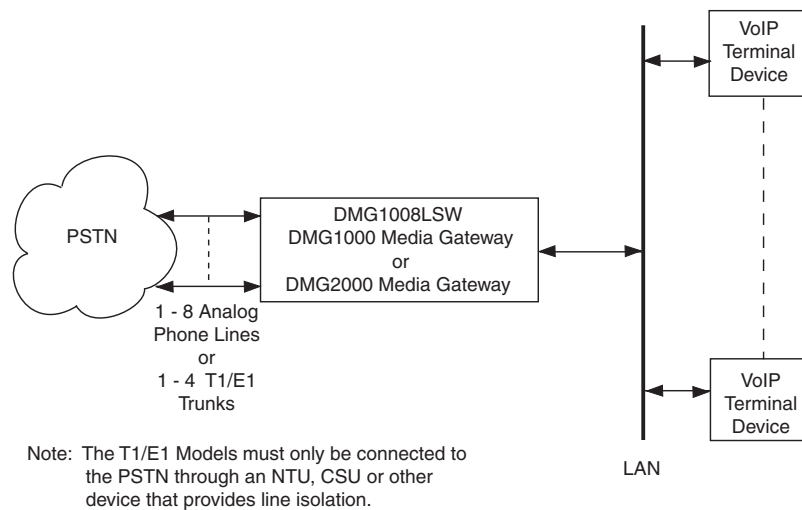 VoIP
Terminal
Device
PSTN
DMG1008LSW
DMG1000 Media Gateway
or
DMG2000 Media Gateway
1 - 8 Analog
Phone Lines
or
1 - 4 T1/E1
Trunks
VoIP
Terminal
Device
LAN
Note: The T1/E1 Models must only be connected to
the PSTN through an NTU, CSU or other
device that provides line isolation.